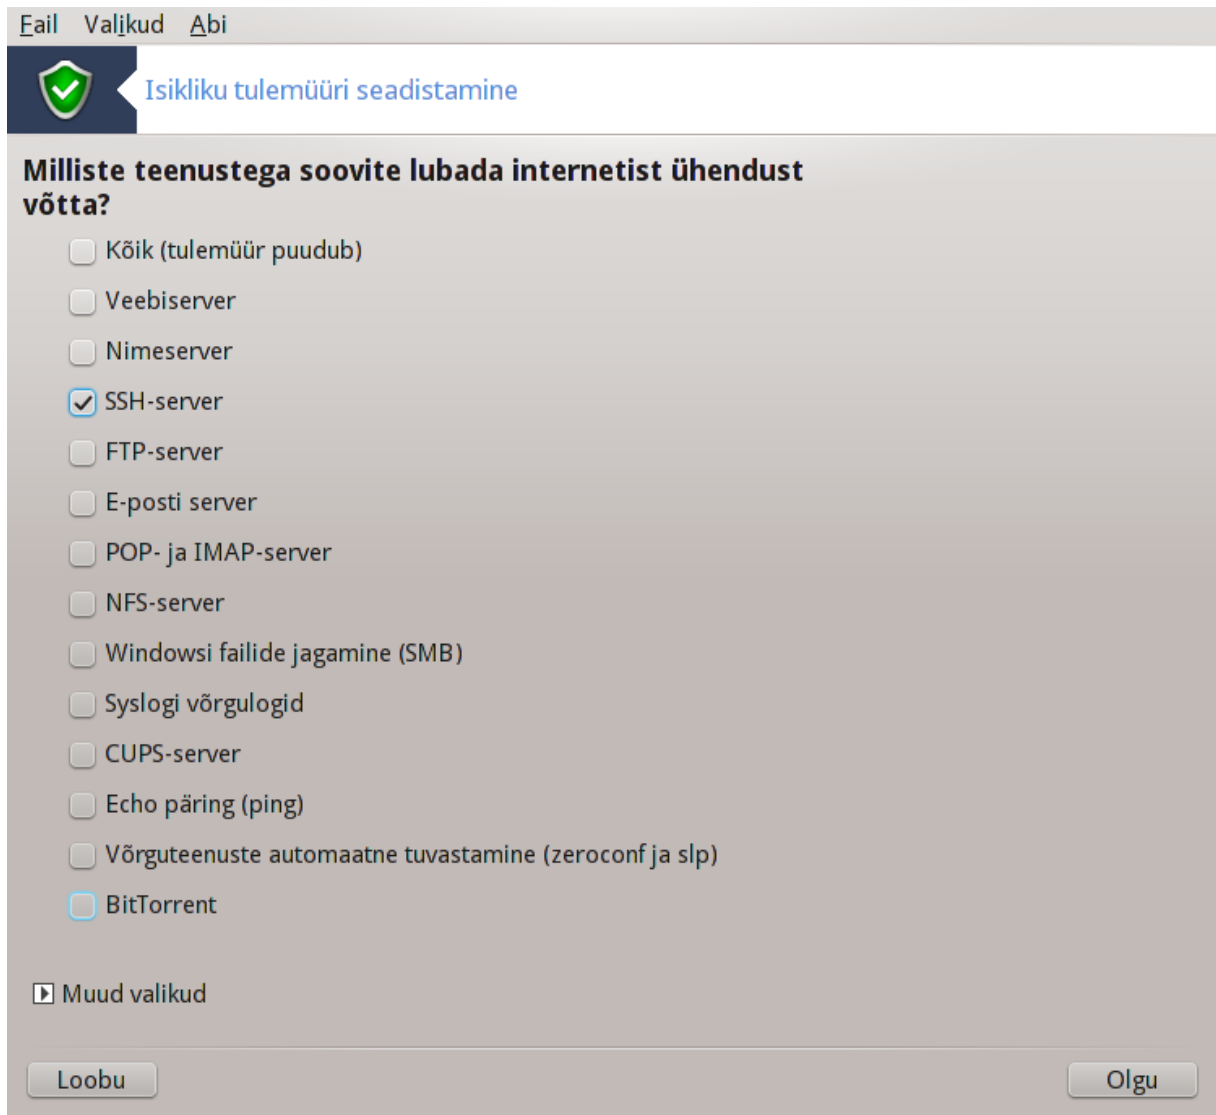 Fail Valikud Abi
Isikliku tulemüüri seadistamine
Milliste teenustega soovite lubada internetist ühendust
võtta?
Kõik (tulemüür puudub)
Veebiserver
Nimeserver
SSH-server
FTP-server
E-posti server
POP- ja IMAP-server
NFS-server
Windowsi failide jagamine (SMB)
Syslogi võrgulogid
CUPS-server
Echo päring (ping)
Võrguteenuste automaatne tuvastamine (zeroconf ja slp)
BitTorrent
Muud valikud
Loobu Olgu